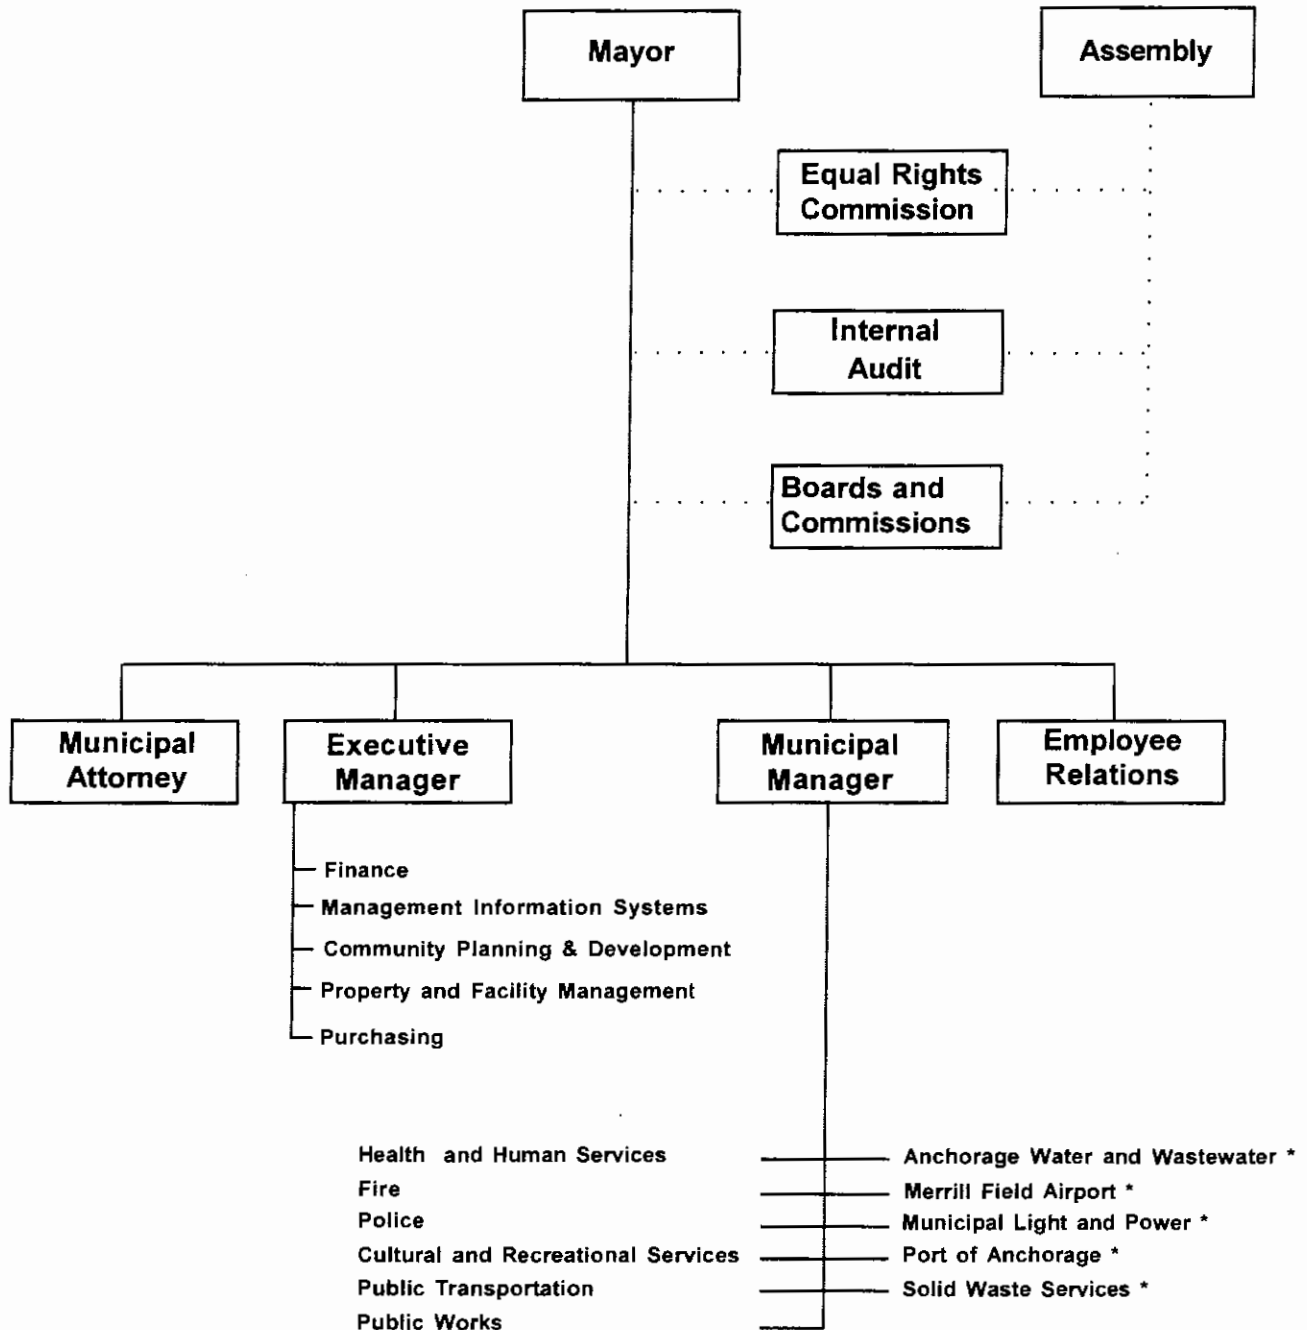 Mayor
Assembly
Equal Rights
Commission
Internal
Audit
Boards and
Commissions
Municipal
Attorney
Executive
Manager
Municipal
Manager
Employee
Relations
Finance
Management Information Systems
Community Planning & Development
Property and Facility Management
Purchasing
Health and Human Services
Anchorage Water and Wastewater *
Fire
Merrill Field Airport *
Police
Municipal Light and Power *
Cultural and Recreational Services
Port of Anchorage *
Public Transportation
Solid Waste Services *
Public Works